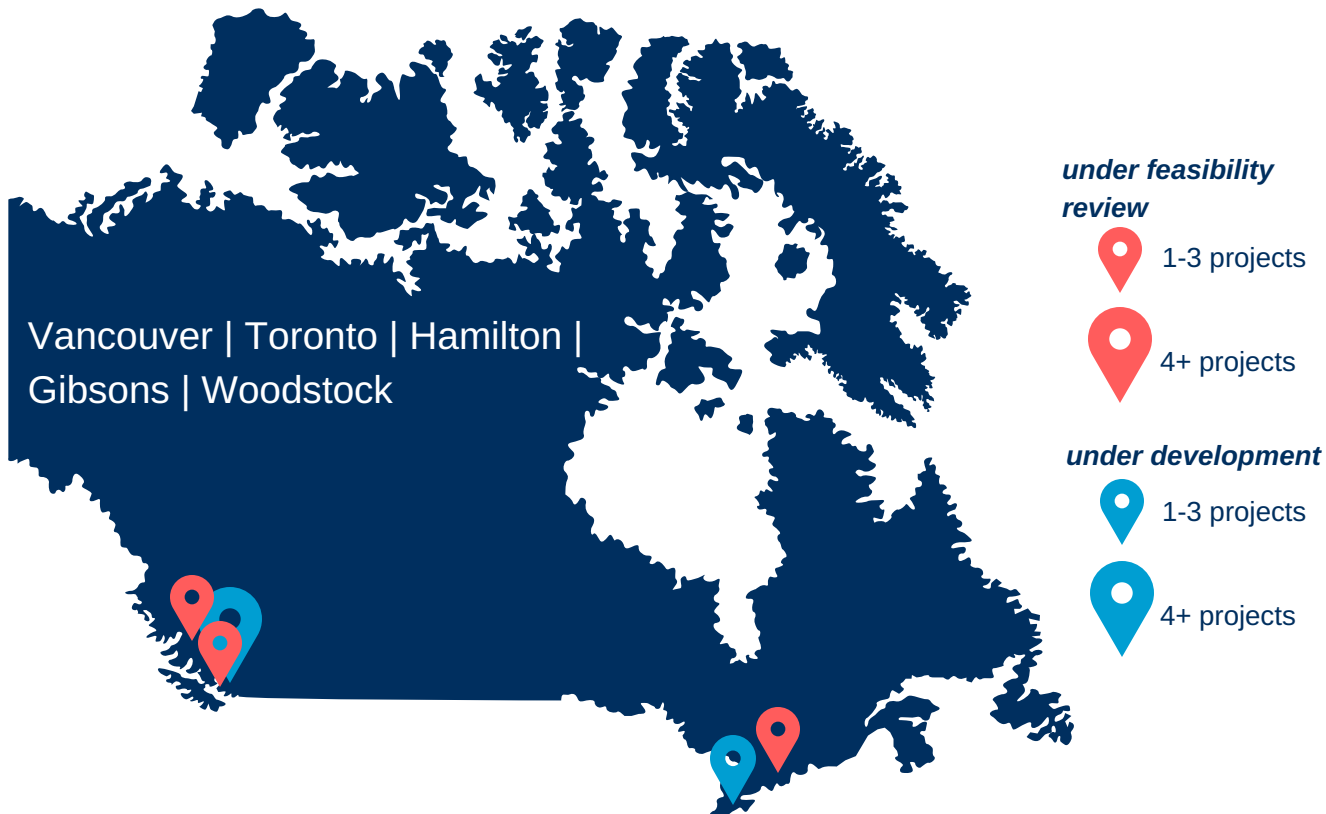 Vancouver | Toronto | Hamilton |
Gibsons | Woodstock
under feasibility
review
1-3 projects
4+ projects
under development
1-3 projects
4+ projects